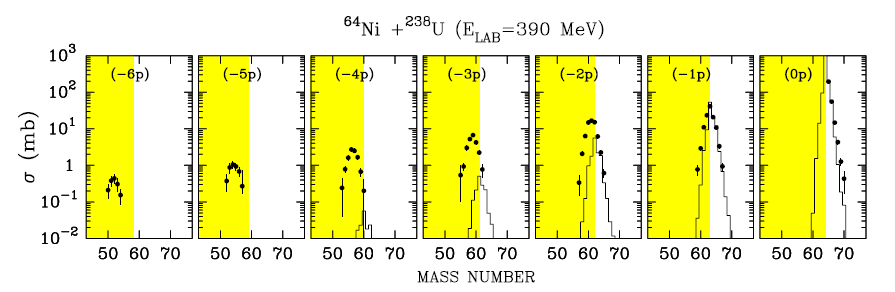 ⁶⁴Ni +²³⁸U (E_LAB=390 MeV)
σ (mb)
10³
10²
10¹
1
10⁻¹
10⁻²
(−6p) (−5p) (−4p) (−3p) (−2p) (−1p) (0p)
50 60 70 50 60 70 50 60 70 50 60 70 50 60 70 50 60 70 50 60 70
MASS NUMBER